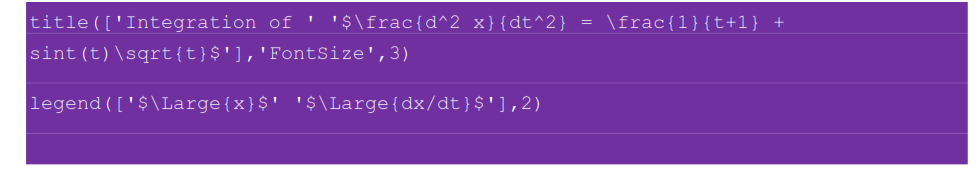 title(['Integration of ' '$\frac{d^2 x}{dt^2} = \frac{1}{t+1} +
sint(t)\sqrt{t}$'],'FontSize',3)
legend(['$\Large{x}$' '$\Large{dx/dt}$'],2)